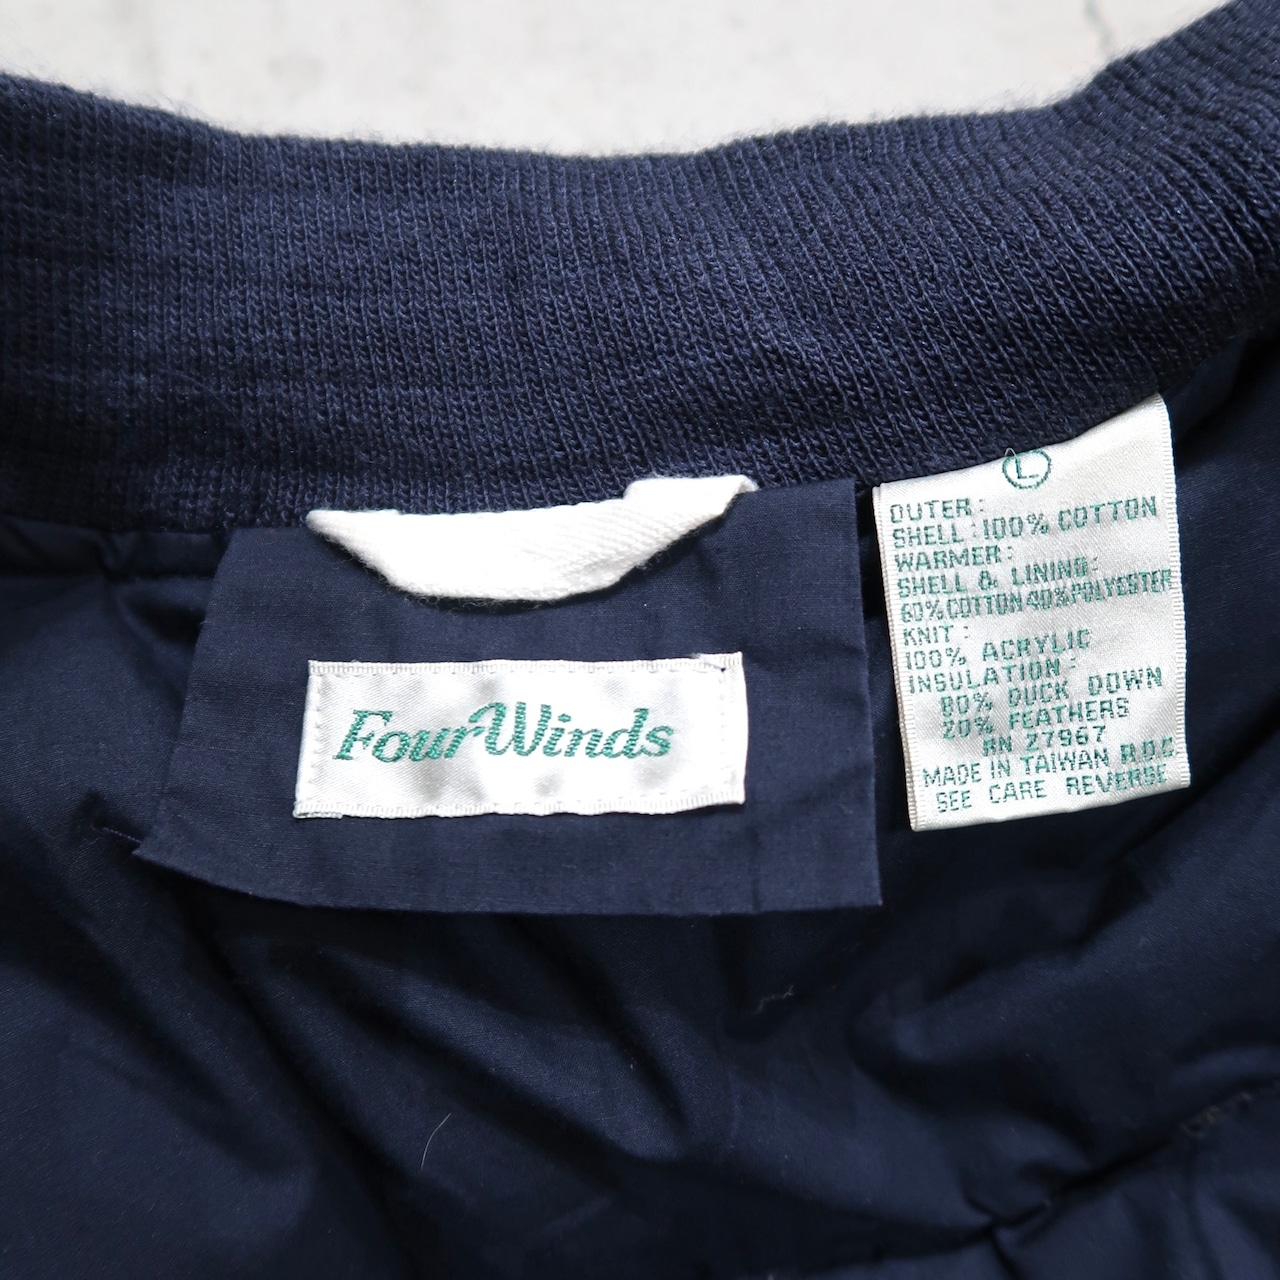 FourWinds
L
OUTER:
SHELL:100% COTTON
WARMER:
SHELL & LINING:
60%COTTON 40%POLYESTER
KNIT:
100% ACRYLIC
INSULATION:
80% DUCK DOWN
20% FEATHERS
RN 27967
MADE IN TAIWAN R.O.C.
SEE CARE REVERSE